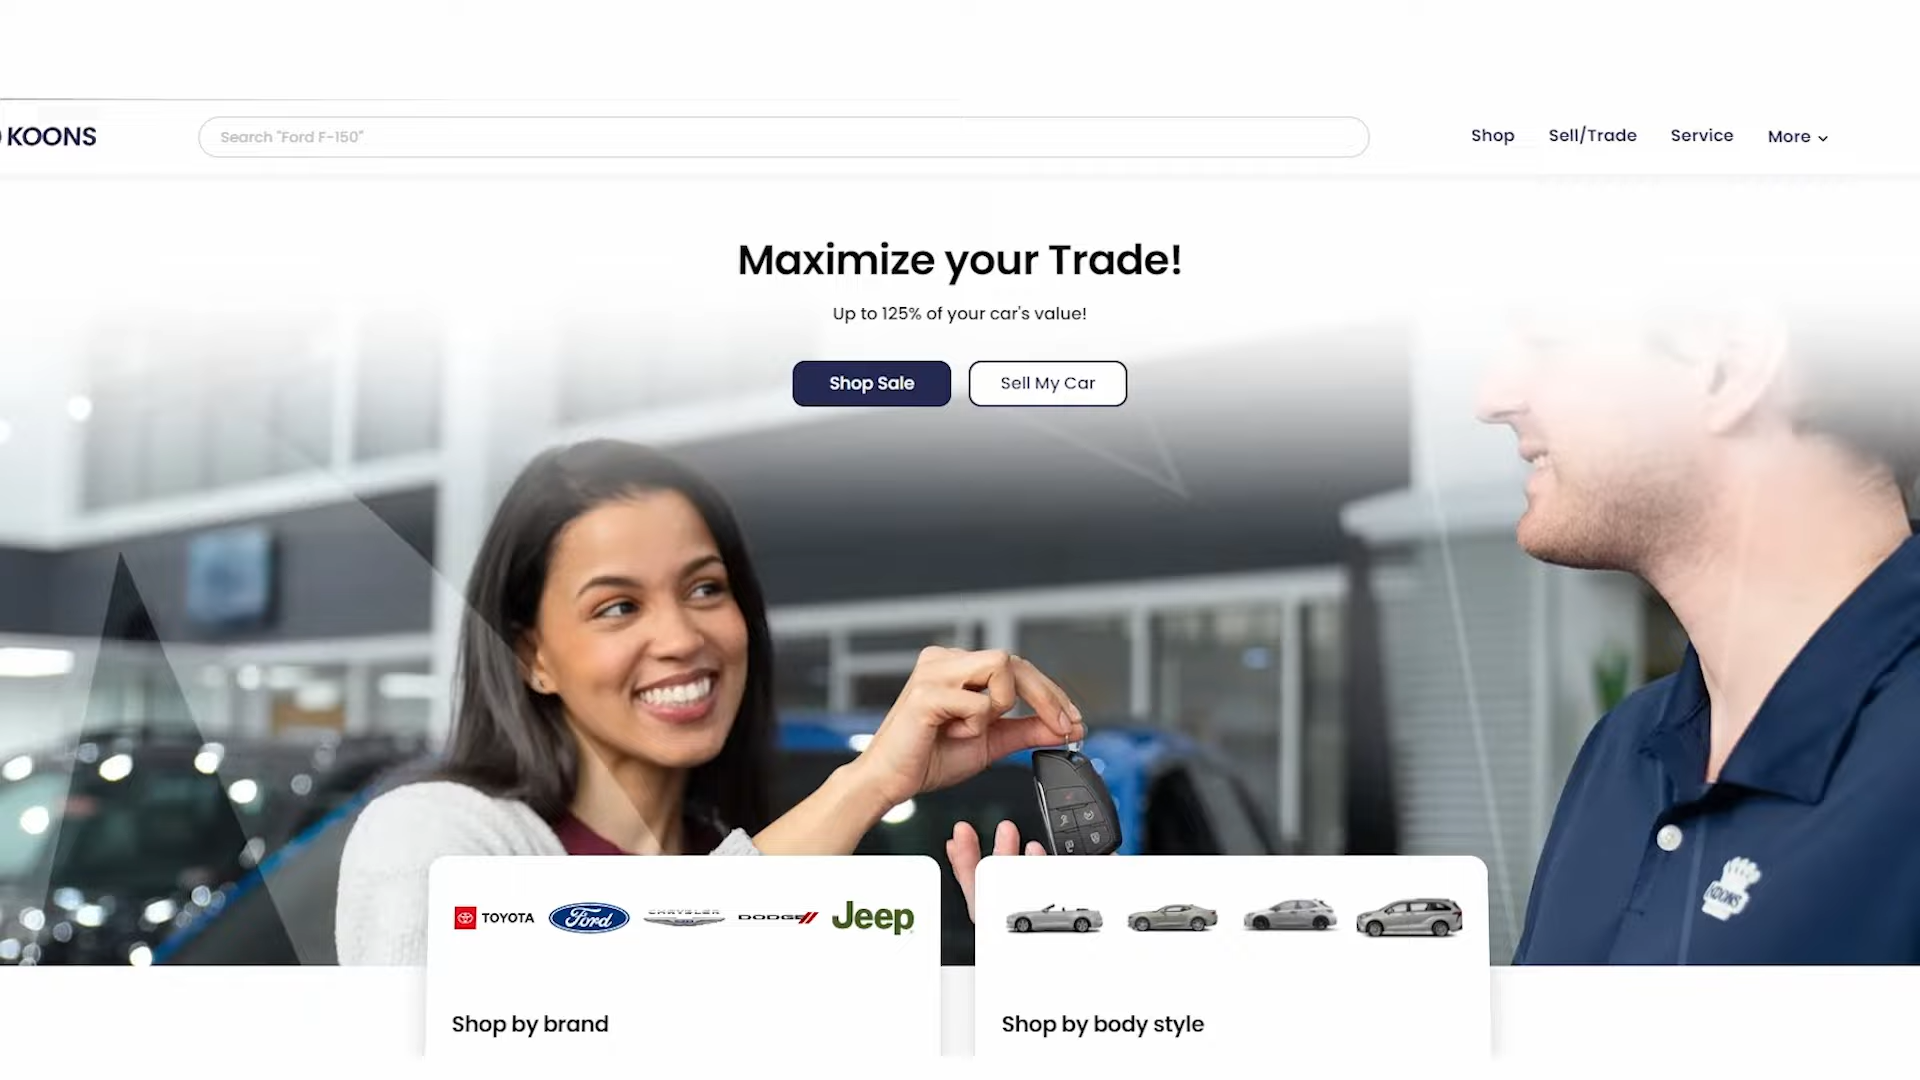 KOONS
Search "Ford F-150"
Shop
Sell/Trade
Service
More
Maximize your Trade!
Up to 125% of your car's value!
Shop Sale
Sell My Car
TOYOTA
Ford
CHRYSLER
DODGE
Jeep
KOONS
Shop by brand
Shop by body style